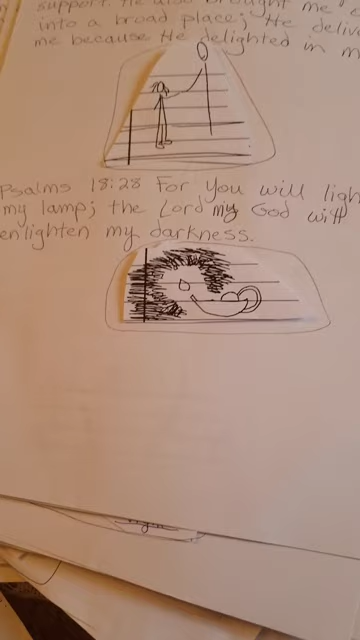 support. He also brought me
into a broad place; He delive
me because He delighted in m
Psalms 18:28 For You will ligh
my lamp; the Lord my God will
enlighten my darkness.